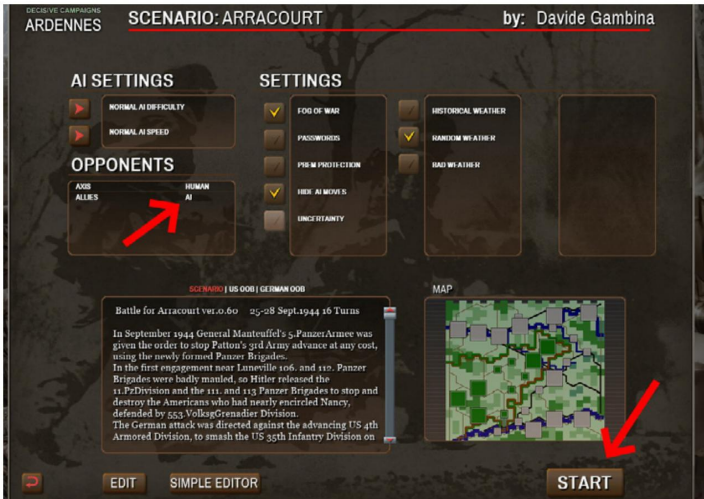 DECISIVE CAMPAIGNS
ARDENNES
SCENARIO: ARRACOURT
by: Davide Gambina
AI SETTINGS
NORMAL AI DIFFICULTY
NORMAL AI SPEED
OPPONENTS
AXIS HUMAN
ALLIES AI
SETTINGS
FOG OF WAR
PASSWORDS
PBEM PROTECTION
HIDE AI MOVES
UNCERTAINTY
HISTORICAL WEATHER
RANDOM WEATHER
BAD WEATHER
SCENARIO | US OOB | GERMAN OOB
Battle for Arracourt ver.0.60 25-28 Sept.1944 16 Turns
In September 1944 General Manteuffel's 5.PanzerArmee was
given the order to stop Patton's 3rd Army advance at any cost,
using the newly formed Panzer Brigades.
In the first engagement near Luneville 106. and 112. Panzer
Brigades were badly mauled, so Hitler released the
11.PzDivision and the 111. and 113 Panzer Brigades to stop and
destroy the Americans who had nearly encircled Nancy,
defended by 553.VolksgGrenadier Division.
The German attack was directed against the advancing US 4th
Armored Division, to smash the US 35th Infantry Division on
MAP
EDIT
SIMPLE EDITOR
START